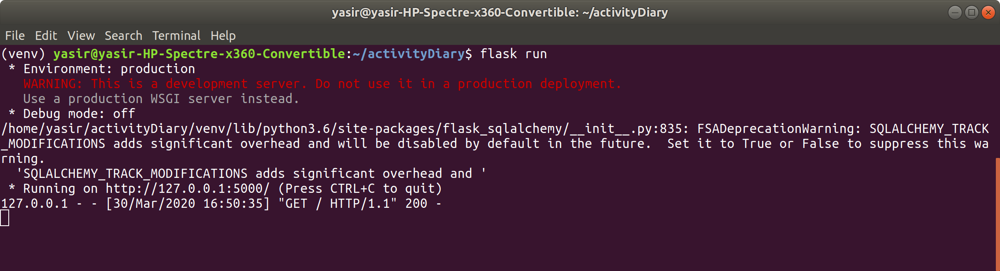 yasir@yasir-HP-Spectre-x360-Convertible: ~/activityDiary
File Edit View Search Terminal Help
(venv) yasir@yasir-HP-Spectre-x360-Convertible:~/activityDiary$ flask run
 * Environment: production
   WARNING: This is a development server. Do not use it in a production deployment.
   Use a production WSGI server instead.
 * Debug mode: off
/home/yasir/activityDiary/venv/lib/python3.6/site-packages/flask_sqlalchemy/__init__.py:835: FSADeprecationWarning: SQLALCHEMY_TRACK
_MODIFICATIONS adds significant overhead and will be disabled by default in the future.  Set it to True or False to suppress this wa
rning.
  'SQLALCHEMY_TRACK_MODIFICATIONS adds significant overhead and '
 * Running on http://127.0.0.1:5000/ (Press CTRL+C to quit)
127.0.0.1 - - [30/Mar/2020 16:50:35] "GET / HTTP/1.1" 200 -